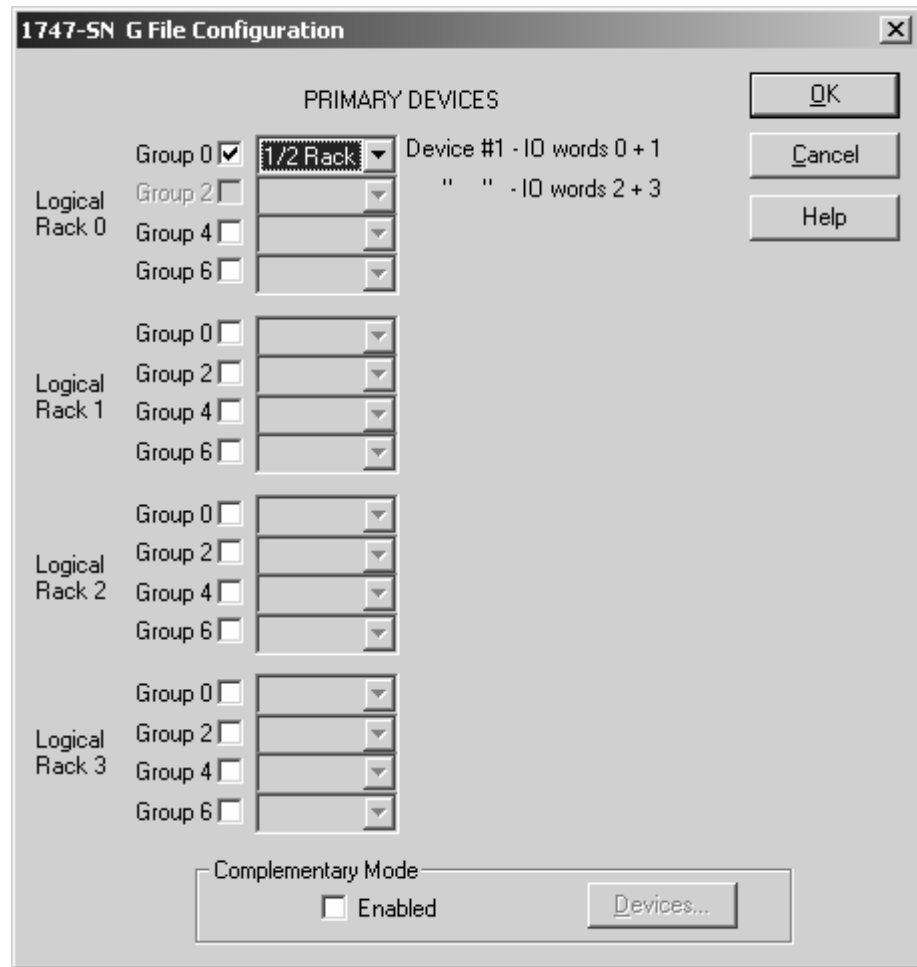 1747-SN G File Configuration
PRIMARY DEVICES
OK
Cancel
Help
Logical
Rack 0
Group 0 1/2 Rack Device #1 - IO words 0 + 1
Group 2 " " - IO words 2 + 3
Group 4
Group 6
Logical
Rack 1
Group 0
Group 2
Group 4
Group 6
Logical
Rack 2
Group 0
Group 2
Group 4
Group 6
Logical
Rack 3
Group 0
Group 2
Group 4
Group 6
Complementary Mode
Enabled
Devices...